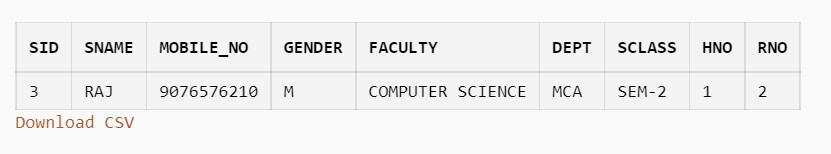 SID SNAME MOBILE_NO GENDER FACULTY DEPT SCLASS HNO RNO
3 RAJ 9076576210 M COMPUTER SCIENCE MCA SEM-2 1 2
Download CSV